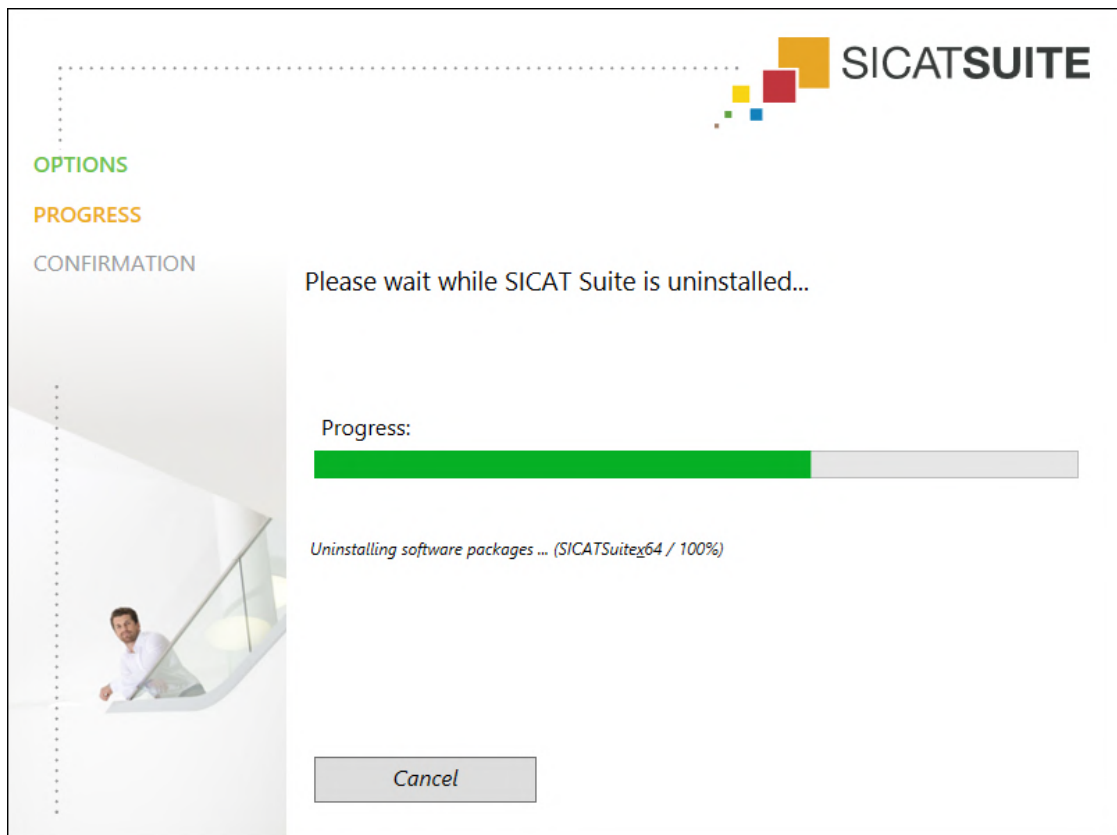 SICATSUITE
OPTIONS
PROGRESS
CONFIRMATION
Please wait while SICAT Suite is uninstalled...
Progress:
Uninstalling software packages ... (SICATSuitex64 / 100%)
Cancel